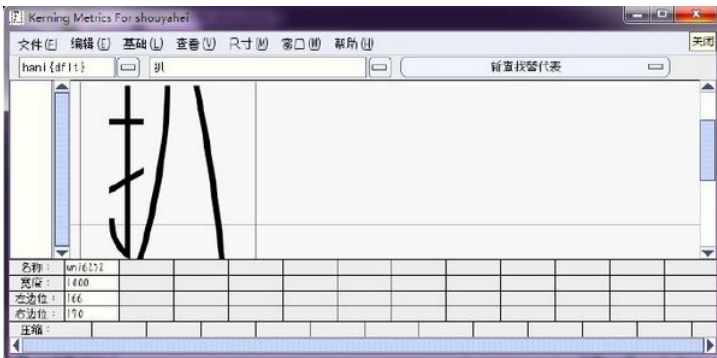 Kerning Metrics For shouyahei
文件(F) 编辑(E) 基础(L) 查看(V) 尺寸(M) 窗口(W) 帮助(H) 关闭
hani{dflt} 扒 新查找替代表
扒
名称: uni6252
宽度: 1000
左边位: 166
右边位: 170
压缩: